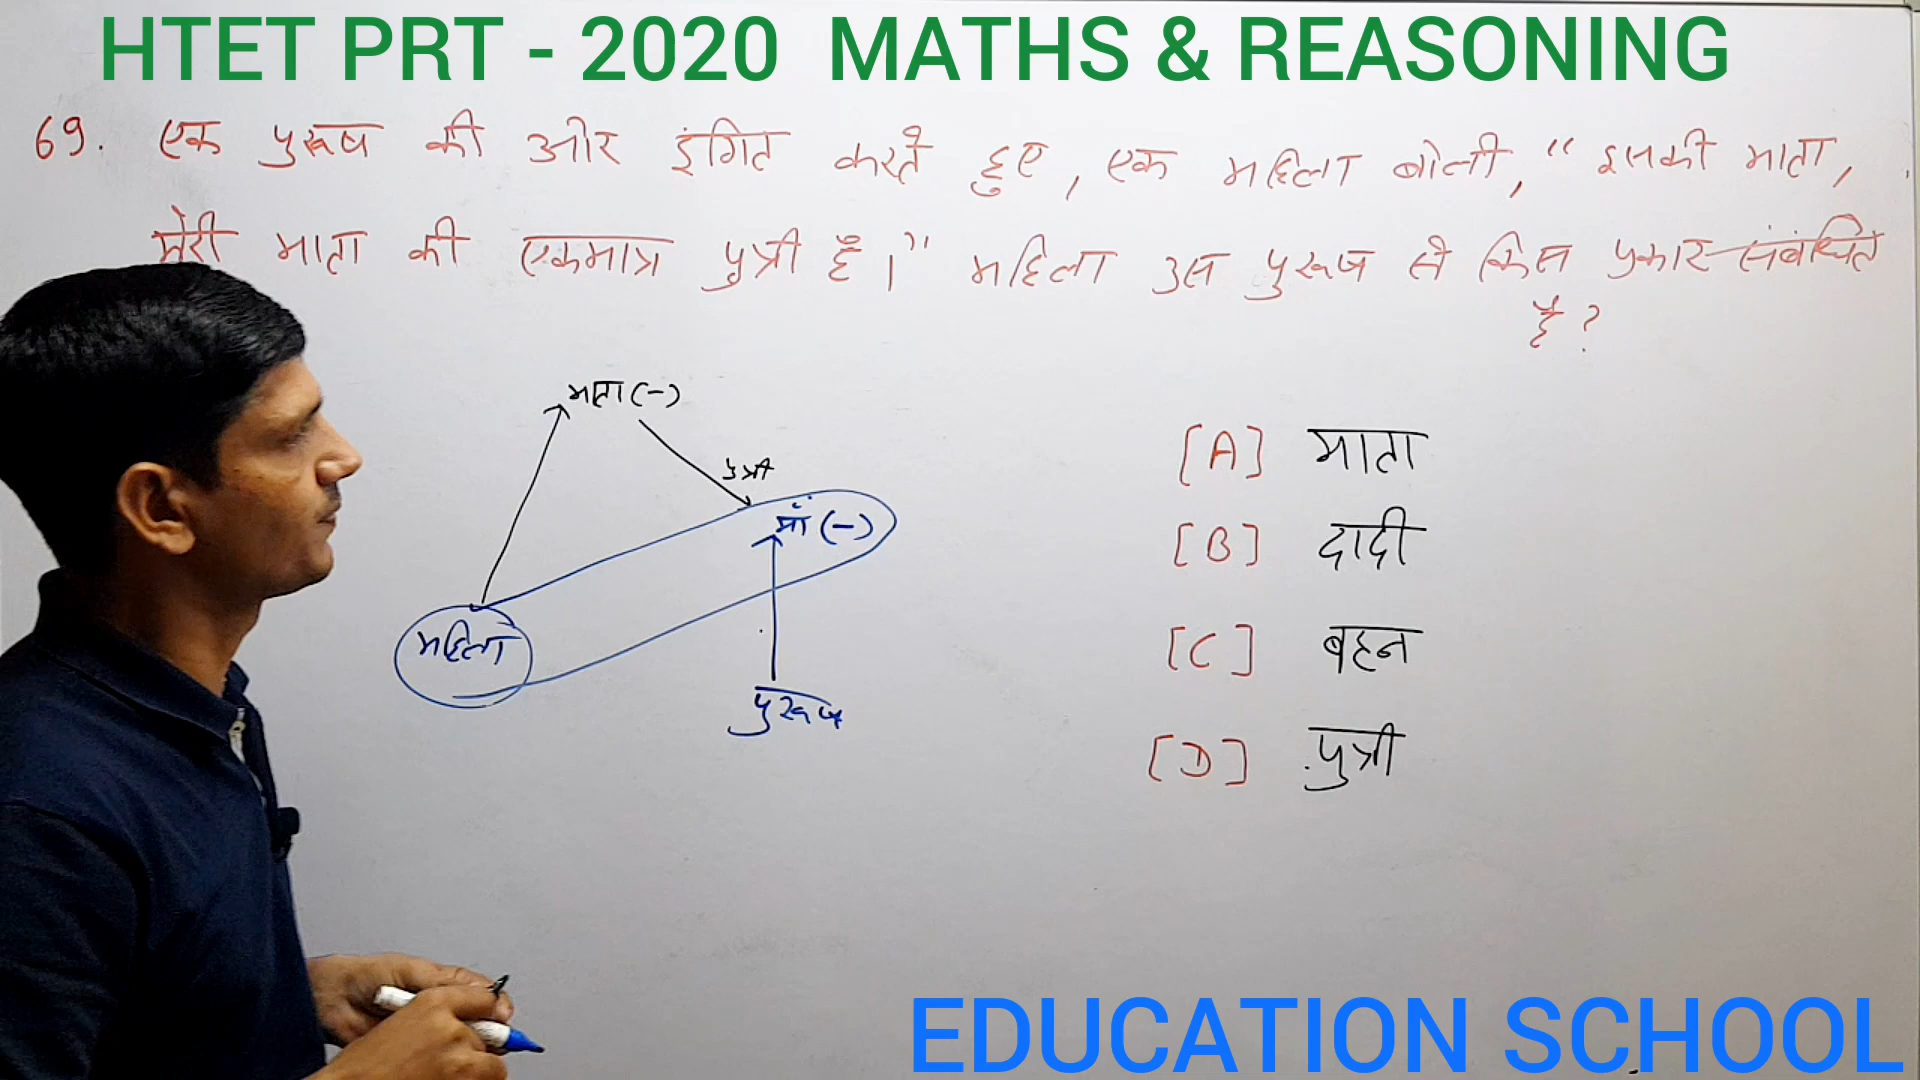 HTET PRT - 2020 MATHS & REASONING
69. एक पुरूष की ओर इंगित करते हुए, एक महिला बोली, “ इसकी माता,
मेरी माता की एकमात्र पुत्री है।” महिला उस पुरूष से किस प्रकार संबंधित
है ?
माता (-)
पुत्री
माँ (-)
महिला
पुरूष
[A] माता
[B] दादी
[C] बहन
[D] पुत्री
EDUCATION SCHOOL